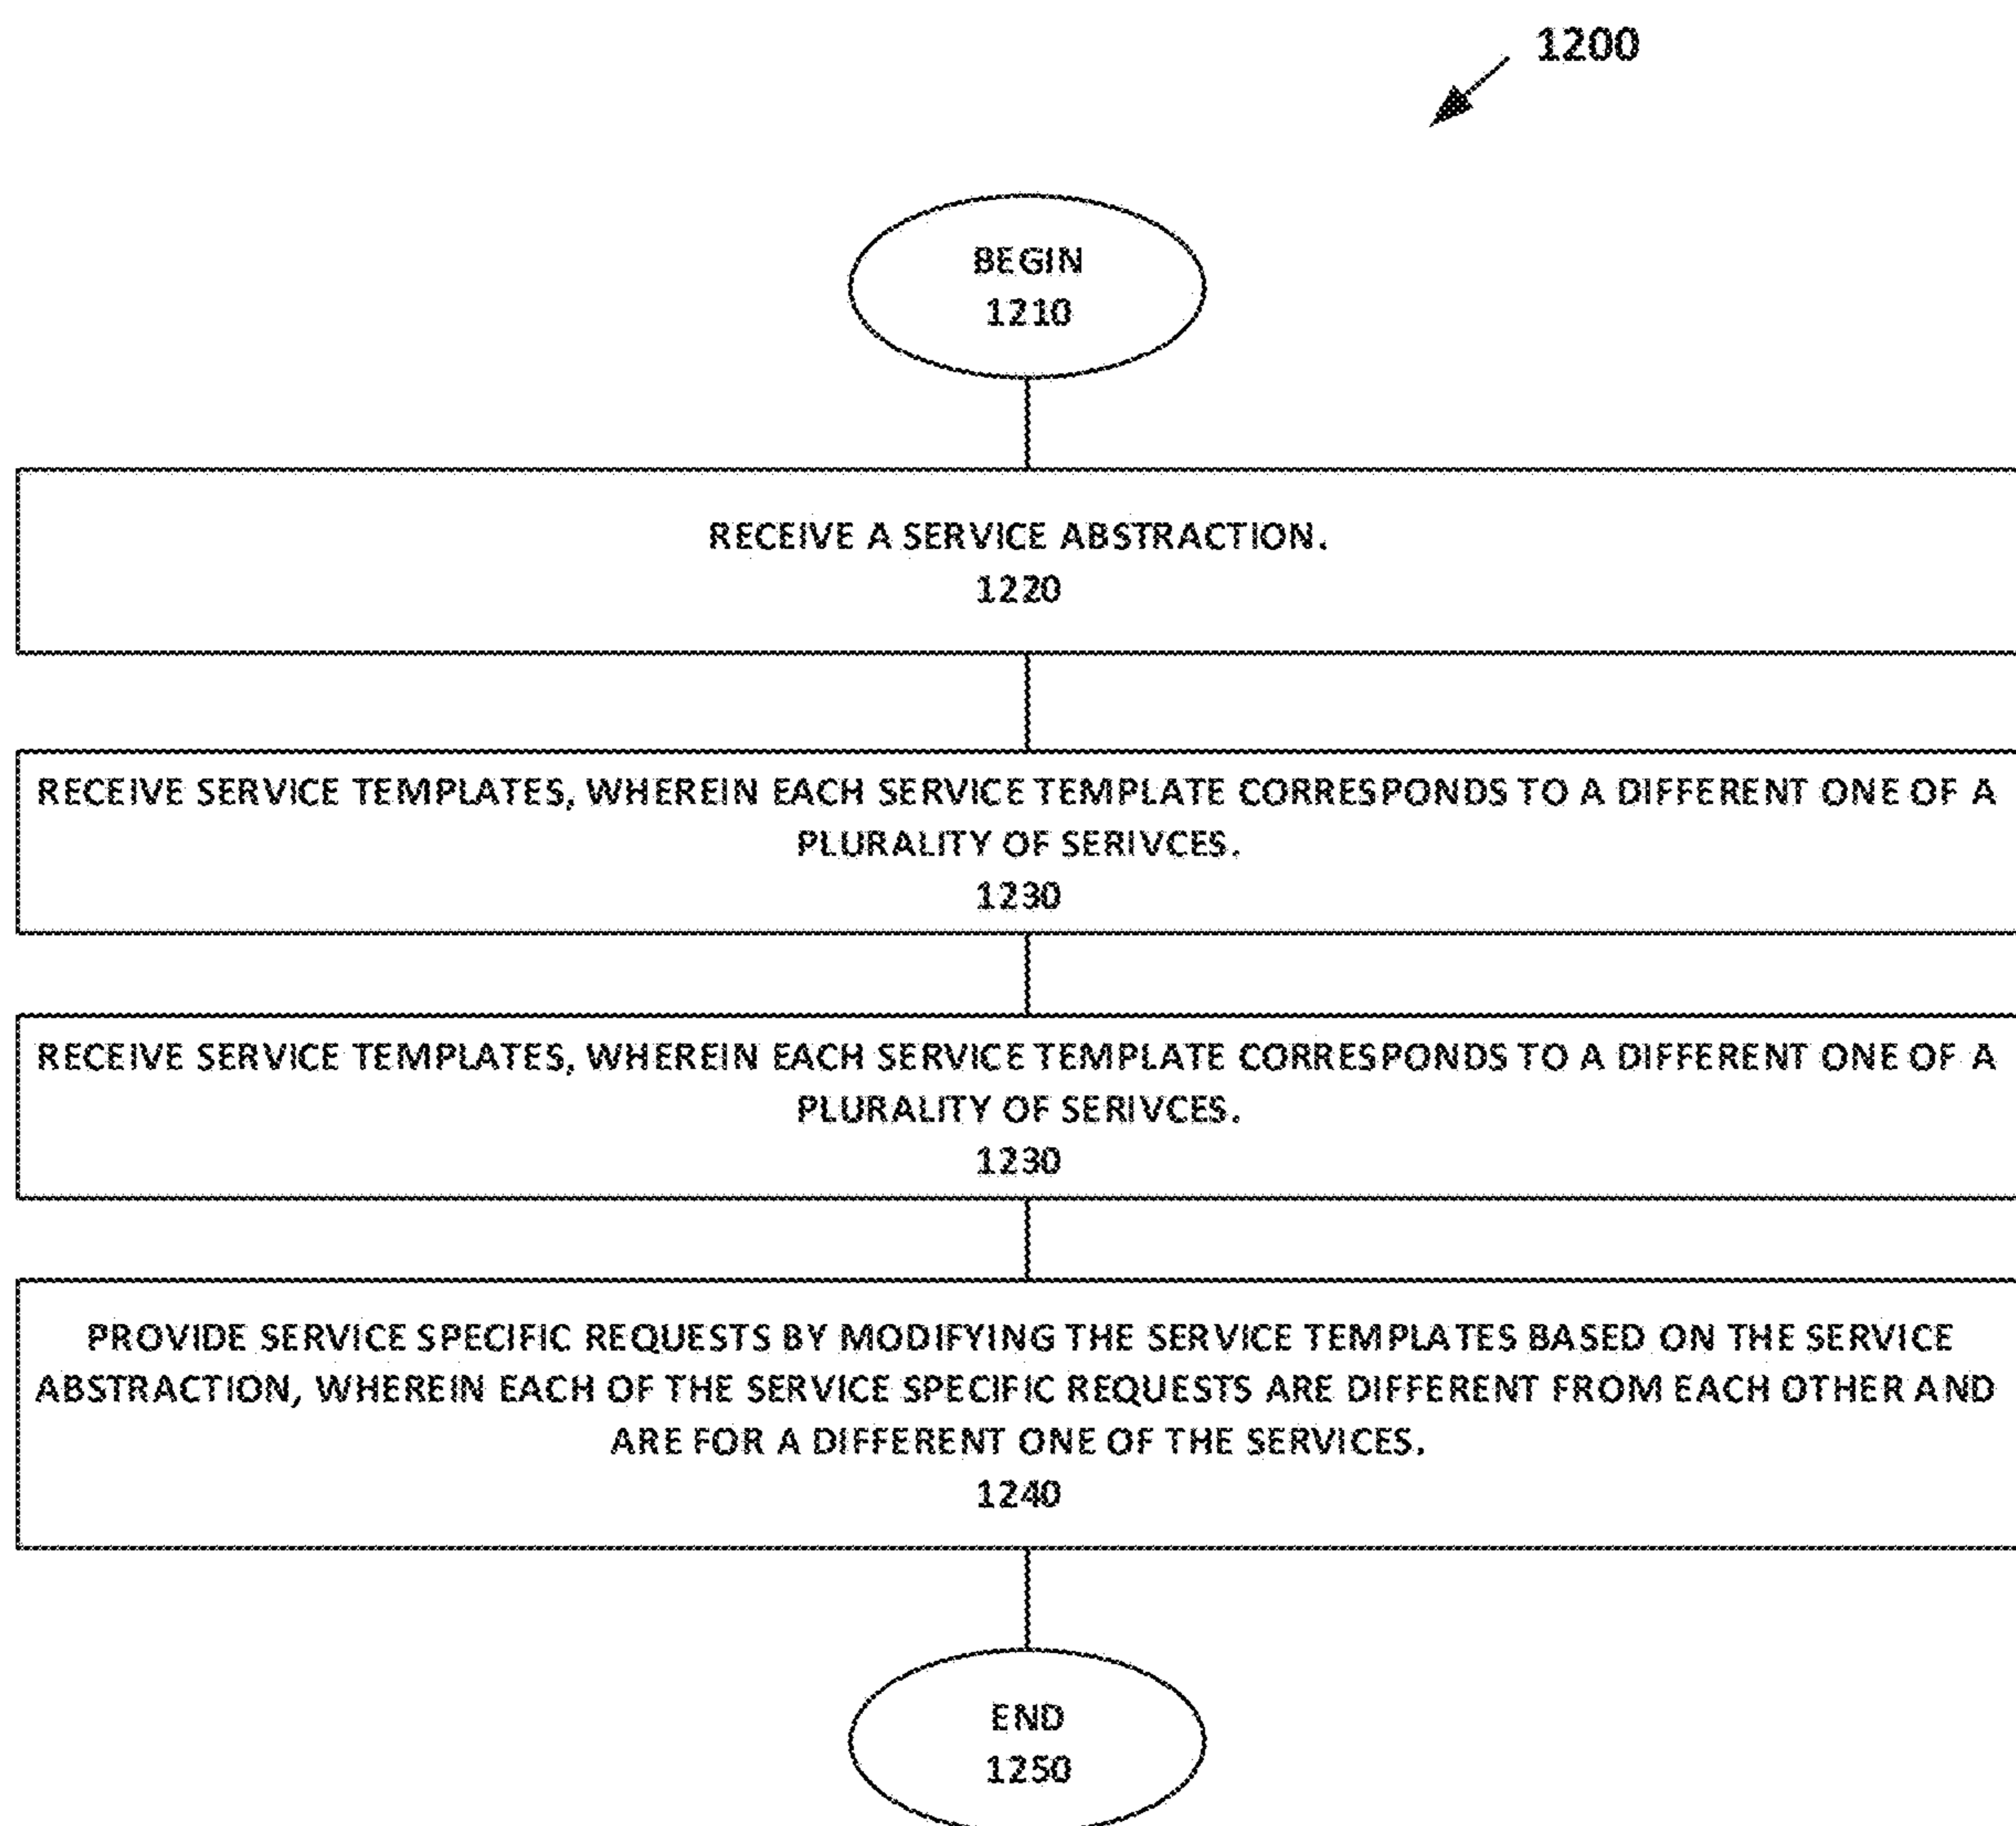 1200
BEGIN
1210
RECEIVE A SERVICE ABSTRACTION.
1220
RECEIVE SERVICE TEMPLATES, WHEREIN EACH SERVICE TEMPLATE CORRESPONDS TO A DIFFERENT ONE OF A
PLURALITY OF SERIVCES.
1230
RECEIVE SERVICE TEMPLATES, WHEREIN EACH SERVICE TEMPLATE CORRESPONDS TO A DIFFERENT ONE OF A
PLURALITY OF SERIVCES.
1230
PROVIDE SERVICE SPECIFIC REQUESTS BY MODIFYING THE SERVICE TEMPLATES BASED ON THE SERVICE
ABSTRACTION, WHEREIN EACH OF THE SERVICE SPECIFIC REQUESTS ARE DIFFERENT FROM EACH OTHER AND
ARE FOR A DIFFERENT ONE OF THE SERVICES.
1240
END
1250